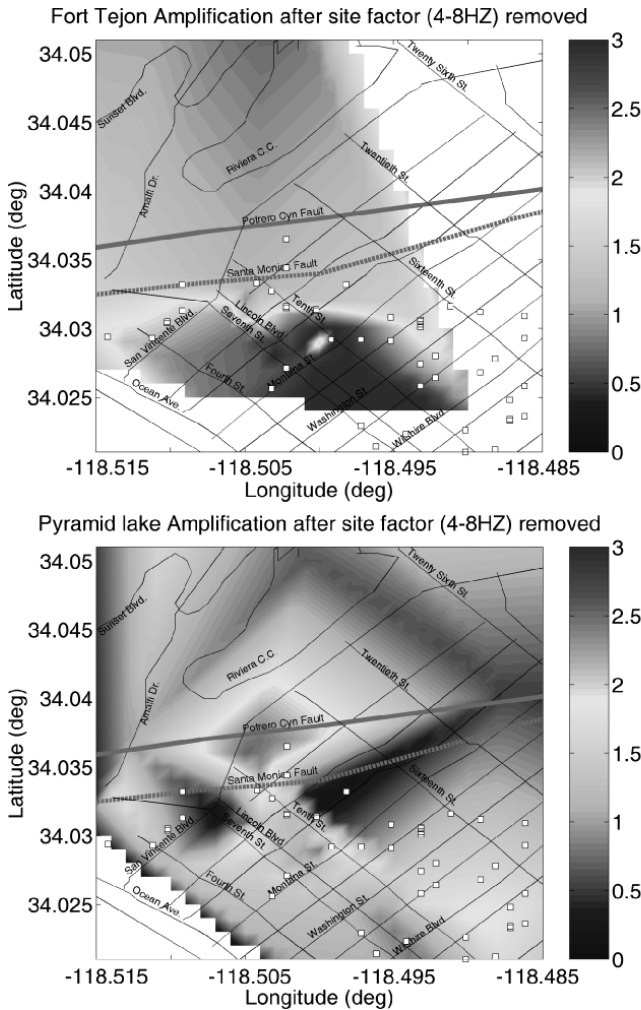 Fort Tejon Amplification after site factor (4-8HZ) removed
34.05
34.045
34.04
34.035
34.03
34.025
Latitude (deg)
Sunset Blvd.
Amalfi Dr.
Riviera C.C.
Twenty Sixth St.
Twentieth St.
Potrero Cyn Fault
Santa Monica Fault
Sixteenth St.
Tenth St.
Lincoln Blvd.
Seventh St.
San Vincente Blvd.
Fourth St.
Montana St.
Ocean Ave.
Washington St.
Wilshire Blvd.
-118.515
-118.505
-118.495
-118.485
Longitude (deg)
3
2.5
2
1.5
1
0.5
0
Pyramid lake Amplification after site factor (4-8HZ) removed
34.05
34.045
34.04
34.035
34.03
34.025
Latitude (deg)
Sunset Blvd.
Amalfi Dr.
Riviera C.C.
Twenty Sixth St.
Twentieth St.
Potrero Cyn Fault
Santa Monica Fault
Sixteenth St.
Tenth St.
Lincoln Blvd.
Seventh St.
San Vincente Blvd.
Fourth St.
Montana St.
Ocean Ave.
Washington St.
Wilshire Blvd.
-118.515
-118.505
-118.495
-118.485
Longitude (deg)
3
2.5
2
1.5
1
0.5
0